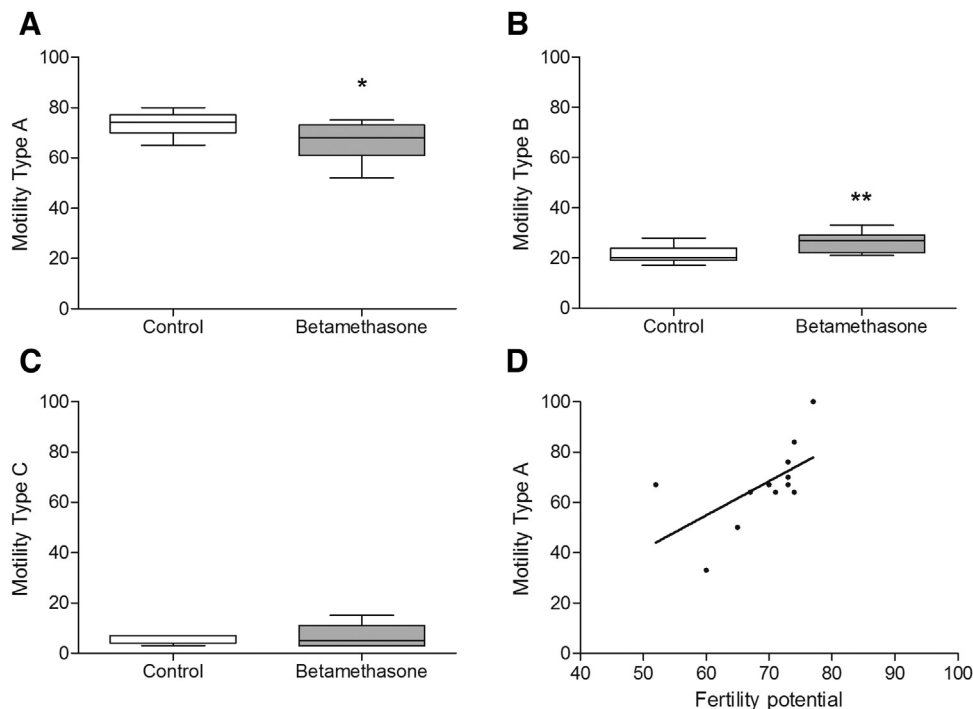 A
Motility Type A
100
80
60
40
20
0
*
Control
Betamethasone
B
Motility Type B
100
80
60
40
20
0
**
Control
Betamethasone
C
Motility Type C
100
80
60
40
20
0
Control
Betamethasone
D
Motility Type A
100
80
60
40
20
0
40 50 60 70 80 90 100
Fertility potential